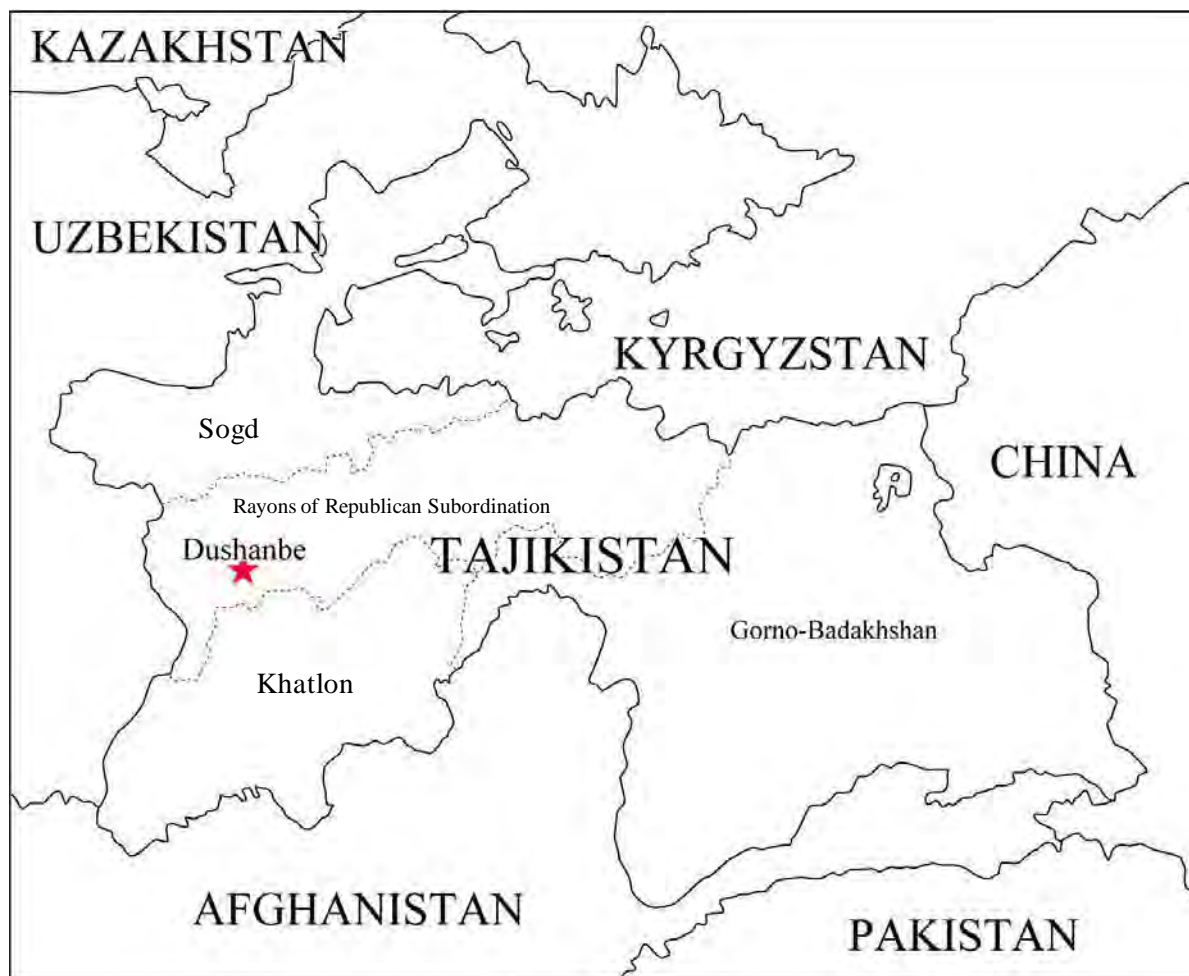 KAZAKHSTAN
UZBEKISTAN
KYRGYZSTAN
Sogd
CHINA
Rayons of Republican Subordination
Dushanbe
TAJIKISTAN
Gorno-Badakhshan
Khatlon
AFGHANISTAN
PAKISTAN